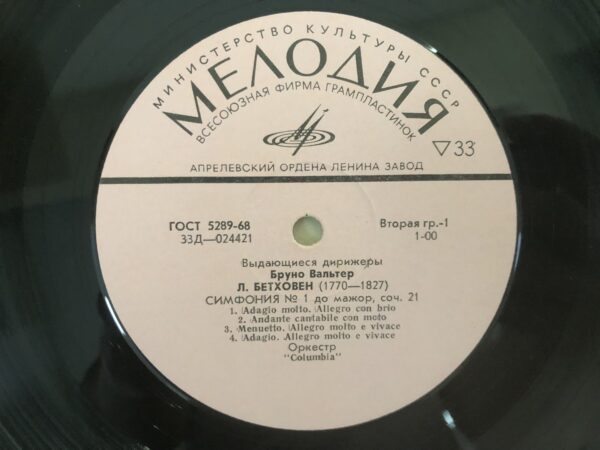 МИНИСТЕРСТВО КУЛЬТУРЫ СССР
МЕЛОДИЯ
ВСЕСОЮЗНАЯ ФИРМА ГРАМПЛАСТИНОК
▽33
АПРЕЛЕВСКИЙ ОРДЕНА ЛЕНИНА ЗАВОД
ГОСТ 5289-68
33Д—024421
Вторая гр.-1
1-00
Выдающиеся дирижеры
Бруно Вальтер
Л. БЕТХОВЕН (1770—1827)
СИМФОНИЯ № 1 до мажор, соч. 21
1. Adagio molto. Allegro con brio
2. Andante cantabile con moto
3. Menuetto. Allegro molto e vivace
4. Adagio. Allegro molto e vivace
Оркестр
"Columbia"